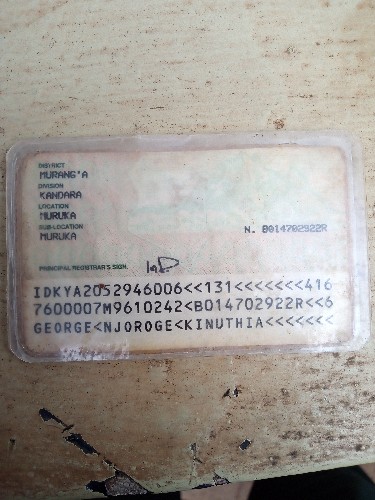 DISTRICT
MURANG'A
DIVISION
KANDARA
LOCATION
MURUKA
SUB-LOCATION
MURUKA
N. B014702922R
PRINCIPAL REGISTRAR'S SIGN.
IDKYA2052946006<<131<<<<<<<416
7600007M9610242<B014702922R<<6
GEORGE<NJOROGE<KINUTHIA<<<<<<<